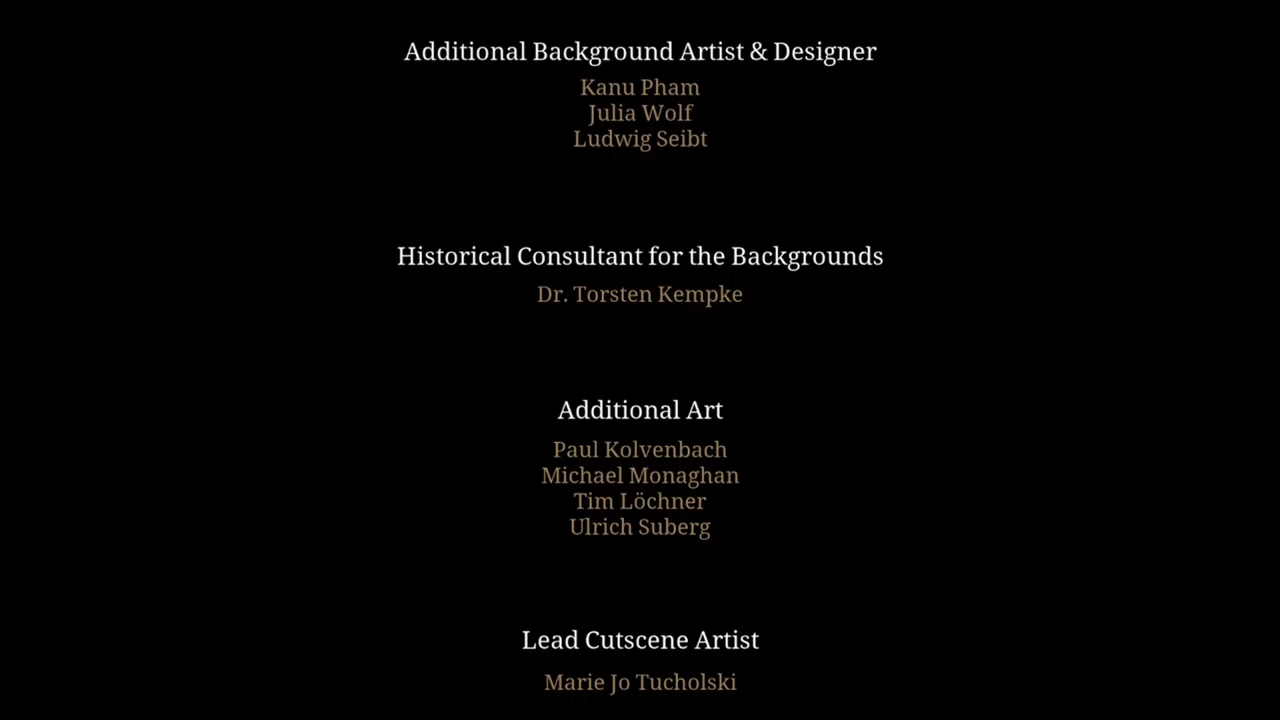 Additional Background Artist & Designer
Kanu Pham
Julia Wolf
Ludwig Seibt
Historical Consultant for the Backgrounds
Dr. Torsten Kempke
Additional Art
Paul Kolvenbach
Michael Monaghan
Tim Löchner
Ulrich Suberg
Lead Cutscene Artist
Marie Jo Tucholski